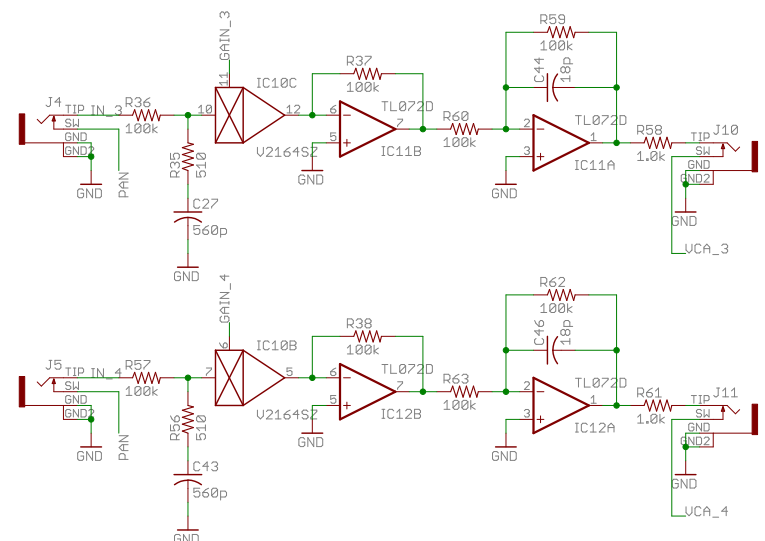 GAIN_3
R59
100k
J4
TIP IN_3
SW
GND
GND2
GND
PAN
R36
100k
R35
510
C27
560p
GND
11
10
12
IC10C
V2164SZ
R37
100k
6
5
7
TL072D
IC11B
GND
R60
100k
C44
18p
2
3
1
TL072D
IC11A
GND
R58
1.0k
J10
TIP
SW
GND
GND2
GND
VCA_3
GAIN_4
R62
100k
J5
TIP IN_4
SW
GND
GND2
GND
PAN
R57
100k
R56
510
C43
560p
GND
6
7
5
IC10B
V2164SZ
R38
100k
6
5
7
TL072D
IC12B
GND
R63
100k
C46
18p
2
3
1
TL072D
IC12A
GND
R61
1.0k
J11
TIP
SW
GND
GND2
GND
VCA_4